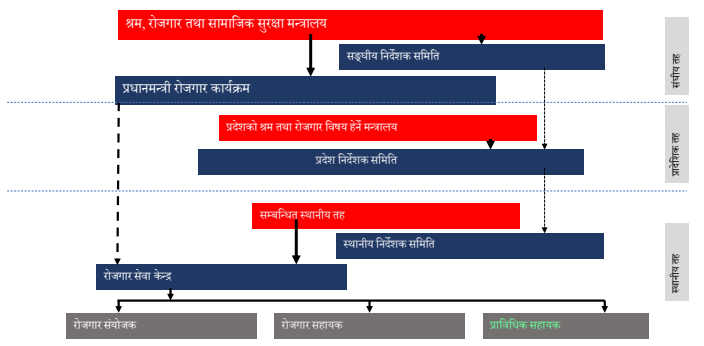 श्रम, रोजगार तथा सामाजिक सुरक्षा मन्त्रालय
सङ्घीय निर्देशक समिति
प्रधानमन्त्री रोजगार कार्यक्रम
संघीय तह
प्रदेशको श्रम तथा रोजगार विषय हेर्ने मन्त्रालय
प्रदेश निर्देशक समिति
प्रादेशिक तह
सम्बन्धित स्थानीय तह
स्थानीय निर्देशक समिति
रोजगार सेवा केन्द्र
स्थानीय तह
रोजगार संयोजक
रोजगार सहायक
प्राविधिक सहायक